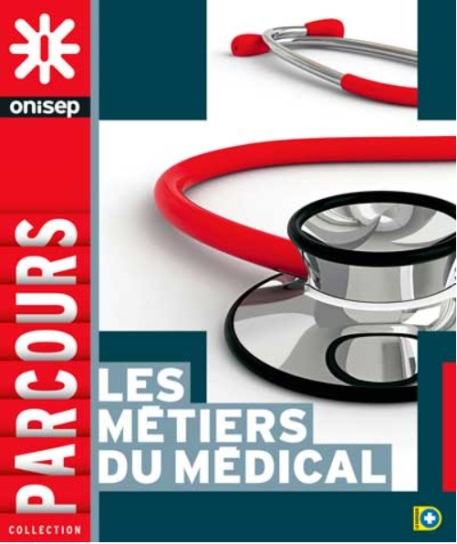 onisep
PARCOURS
COLLECTION
LES
MÉTIERS
DU MÉDICAL